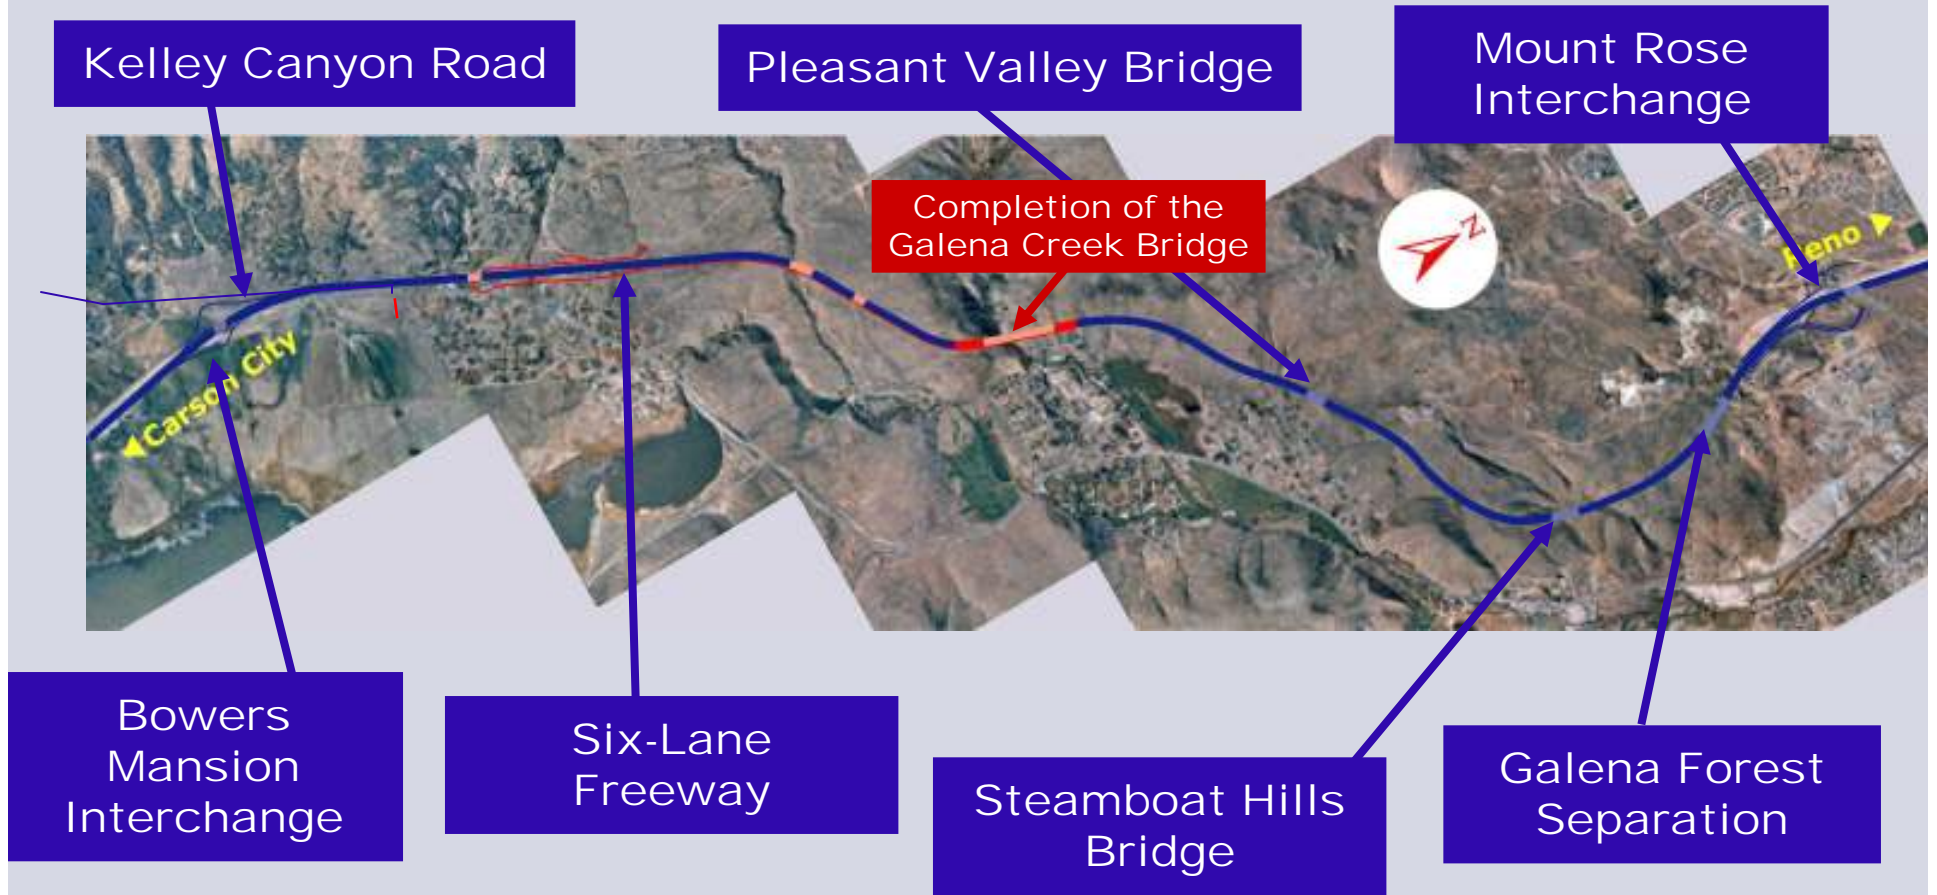 Kelley Canyon Road
Pleasant Valley Bridge
Mount Rose
Interchange
Completion of the
Galena Creek Bridge
N
Reno
Carson City
Bowers
Mansion
Interchange
Six-Lane
Freeway
Steamboat Hills
Bridge
Galena Forest
Separation